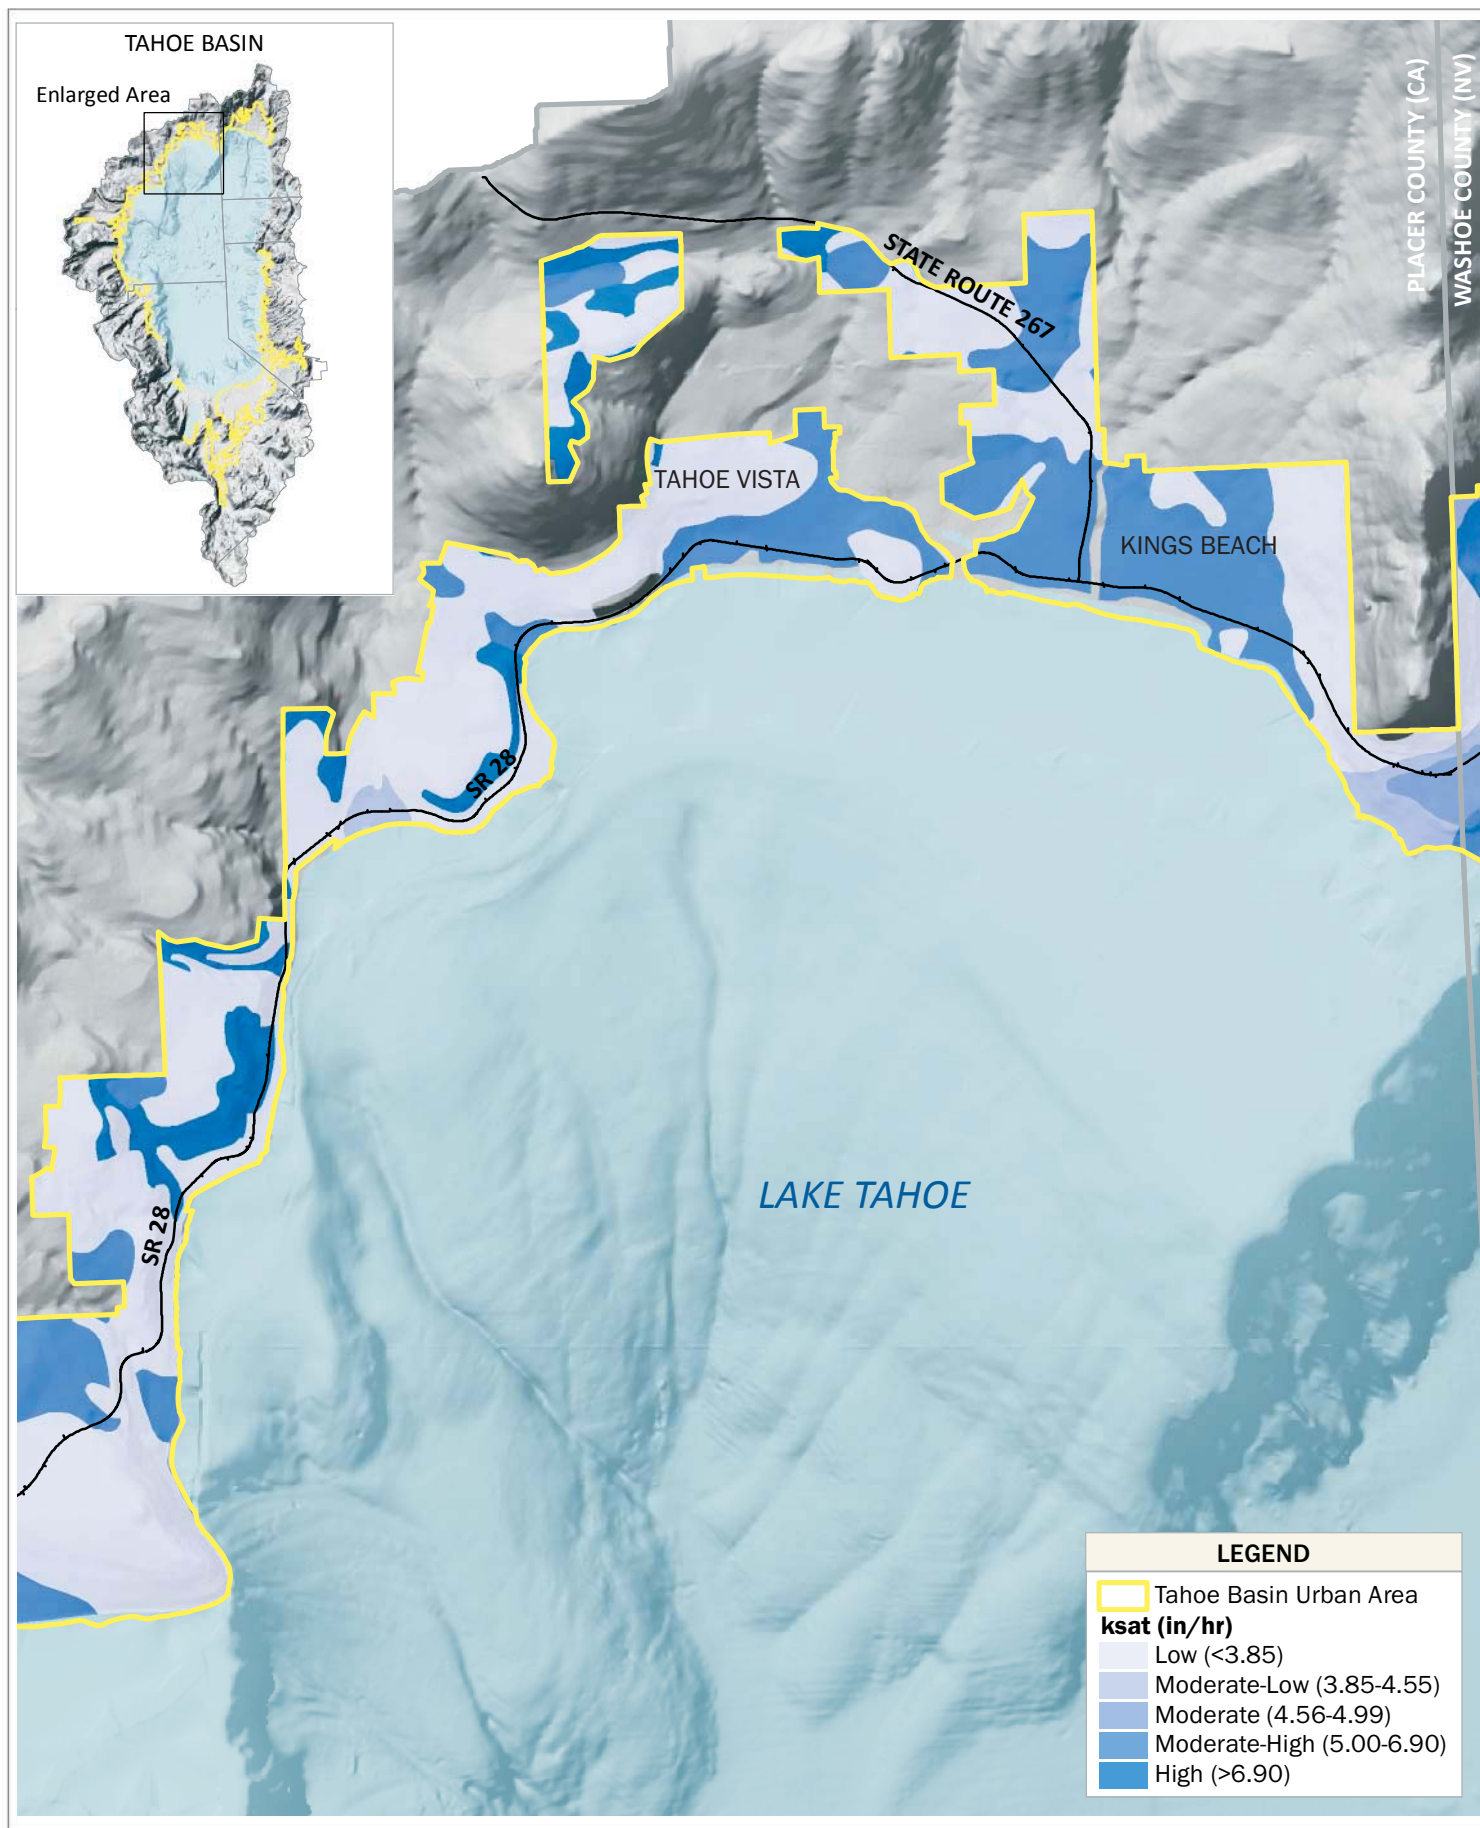 TAHOE BASIN
Enlarged Area
PLACER COUNTY (CA)
WASHOE COUNTY (NV)
STATE ROUTE 267
TAHOE VISTA
KINGS BEACH
SR 28
LAKE TAHOE
SR 28
LEGEND
Tahoe Basin Urban Area
ksat (in/hr)
Low (<3.85)
Moderate-Low (3.85-4.55)
Moderate (4.56-4.99)
Moderate-High (5.00-6.90)
High (>6.90)